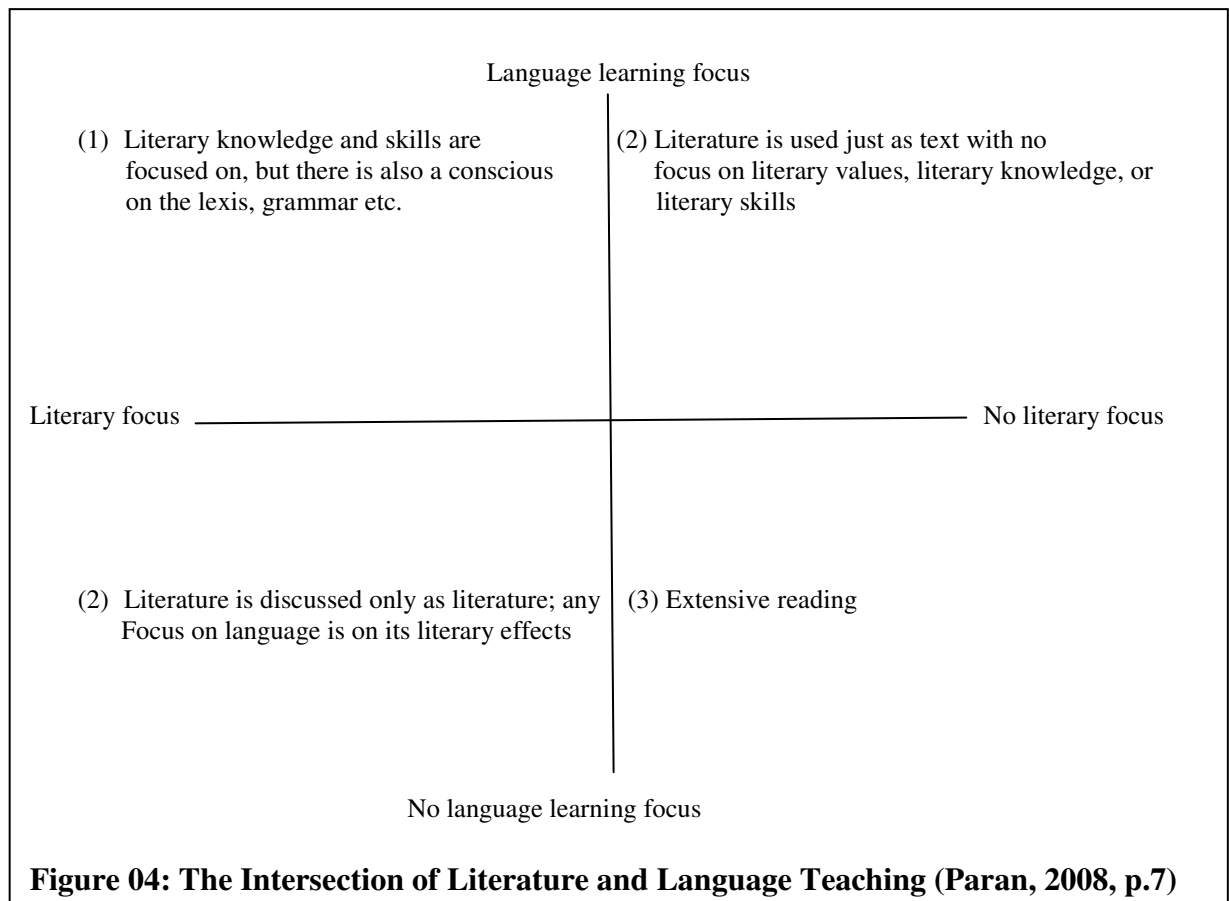 Language learning focus
(1) Literary knowledge and skills are
focused on, but there is also a conscious
on the lexis, grammar etc.
(2) Literature is used just as text with no
focus on literary values, literary knowledge, or
literary skills
Literary focus
No literary focus
(2) Literature is discussed only as literature; any
Focus on language is on its literary effects
(3) Extensive reading
No language learning focus
Figure 04: The Intersection of Literature and Language Teaching (Paran, 2008, p.7)